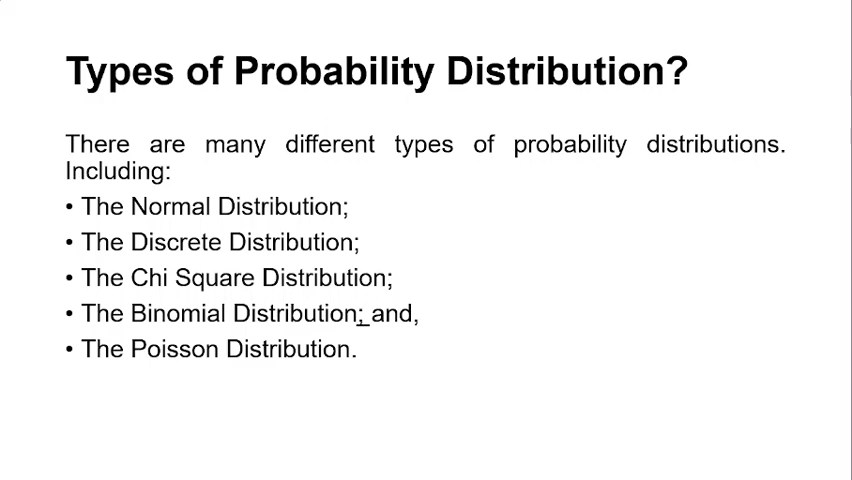 Types of Probability Distribution?
There are many different types of probability distributions.
Including:
• The Normal Distribution;
• The Discrete Distribution;
• The Chi Square Distribution;
• The Binomial Distribution; and,
• The Poisson Distribution.